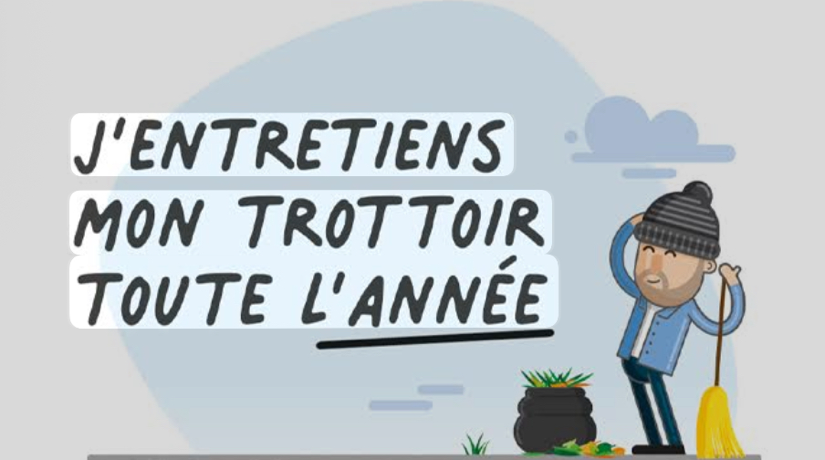 J'ENTRETIENS
MON TROTTOIR
TOUTE L'ANNÉE